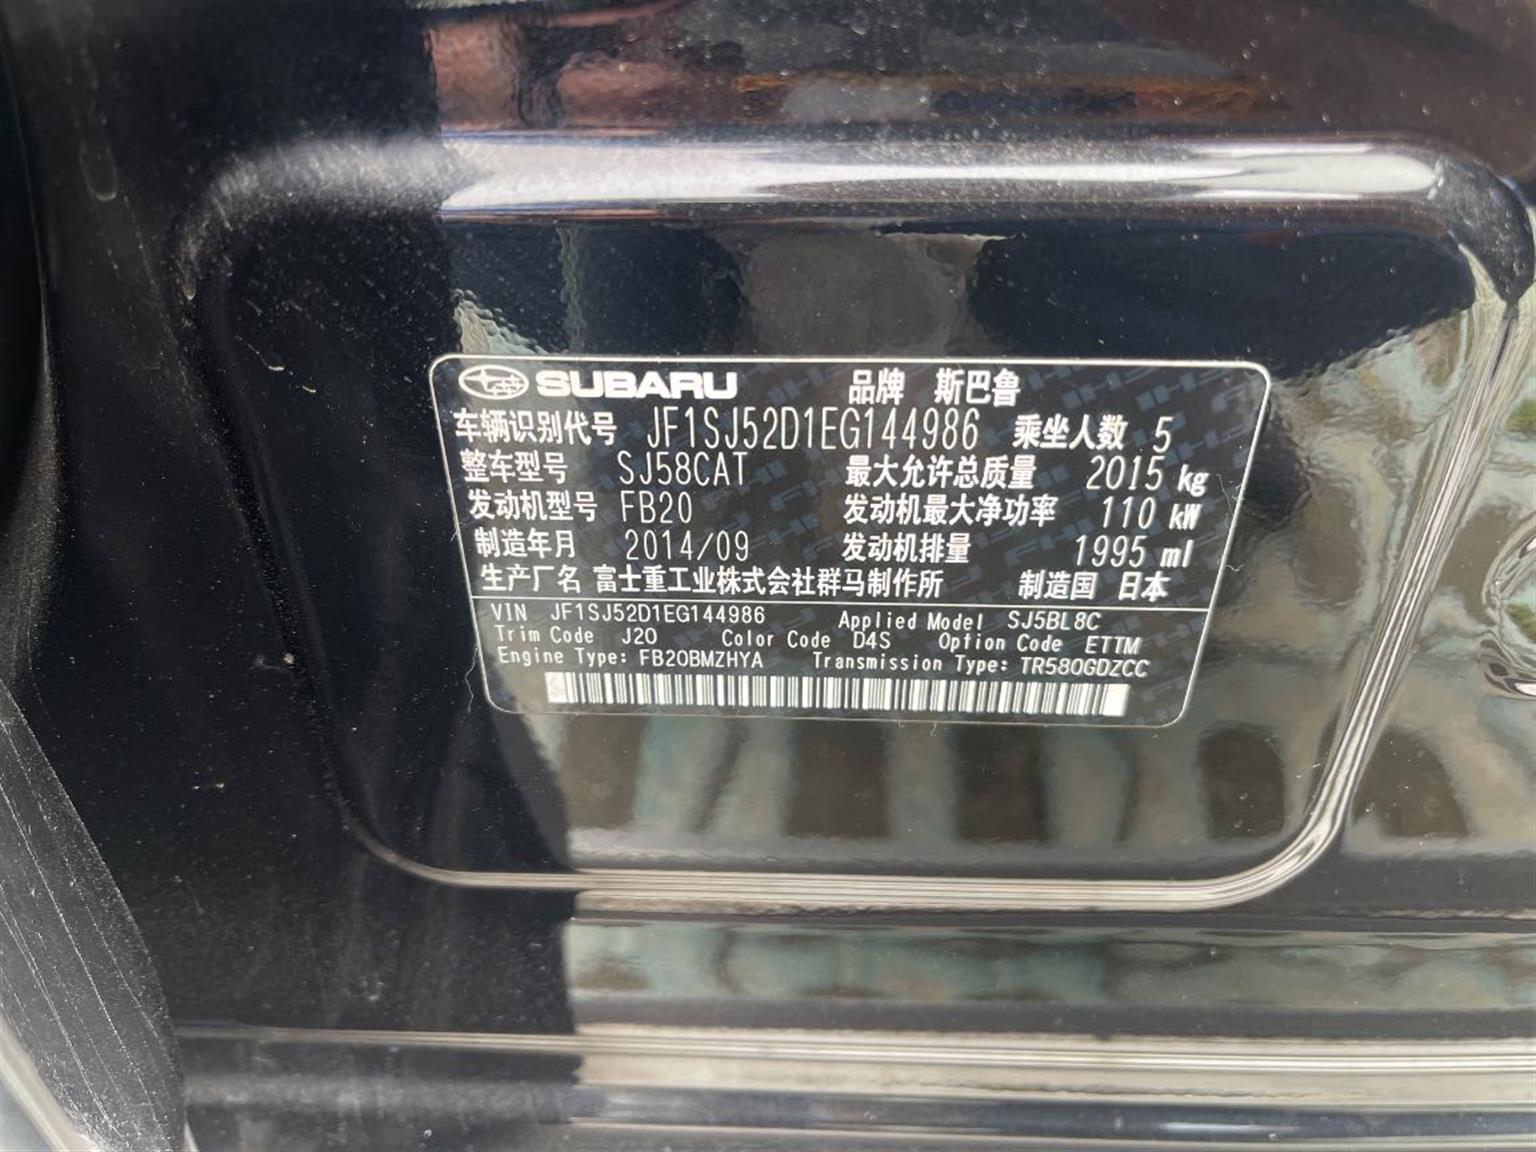 SUBARU 品牌 斯巴鲁
车辆识别代号 JF1SJ52D1EG144986 乘坐人数 5
整车型号 SJ58CAT 最大允许总质量 2015 kg
发动机型号 FB20 发动机最大净功率 110 kW
制造年月 2014/09 发动机排量 1995 ml
生产厂名 富士重工业株式会社群马制作所 制造国 日本
VIN JF1SJ52D1EG144986 Applied Model SJ5BL8C
Trim Code J20 Color Code D4S Option Code ETTM
Engine Type: FB20BMZHYA Transmission Type: TR580GDZCC